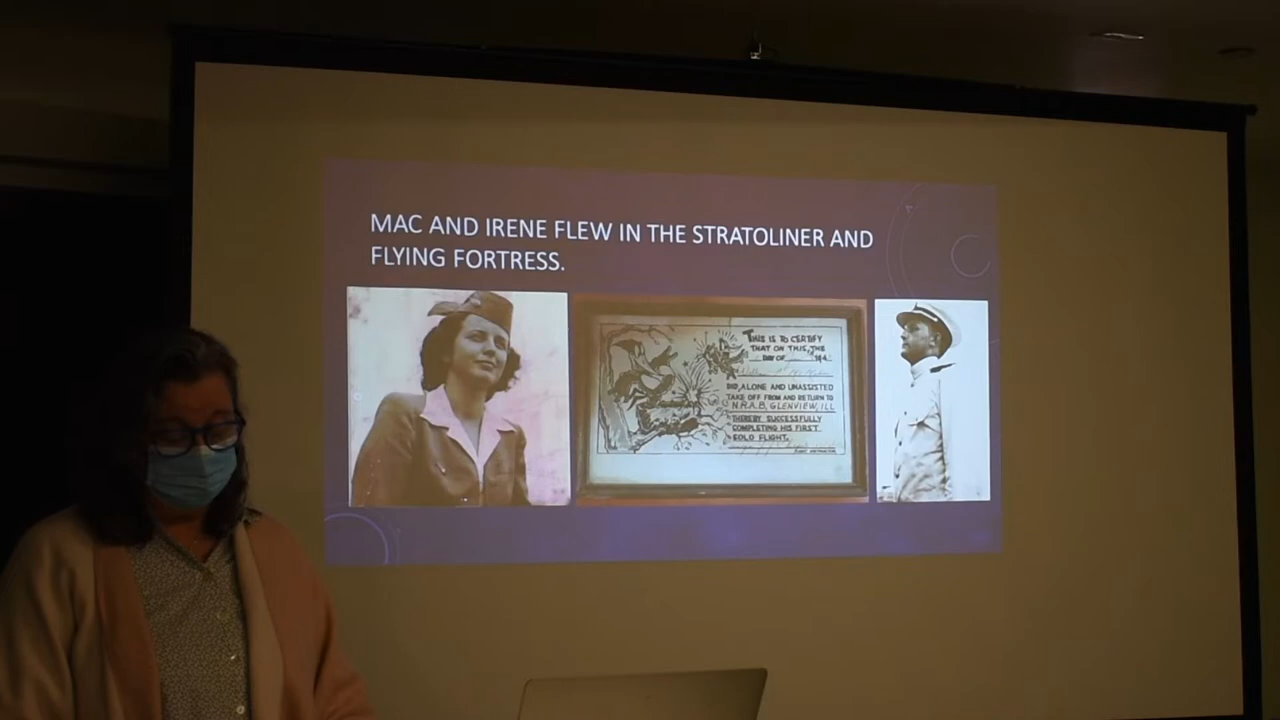 MAC AND IRENE FLEW IN THE STRATOLINER AND
FLYING FORTRESS.
THIS IS TO CERTIFY
THAT ON THIS, THE
DAY OF 194
DID, ALONE AND UNASSISTED
TAKE OFF FROM AND RETURN TO
N.R.A.B. GLENVIEW, ILL
THEREBY SUCCESSFULLY
COMPLETING HIS FIRST
SOLO FLIGHT.